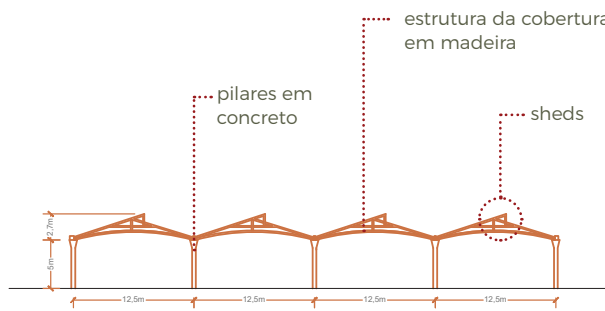 estrutura da cobertura
em madeira
pilares em
concreto
sheds
2,7m
5m
12,5m
12,5m
12,5m
12,5m